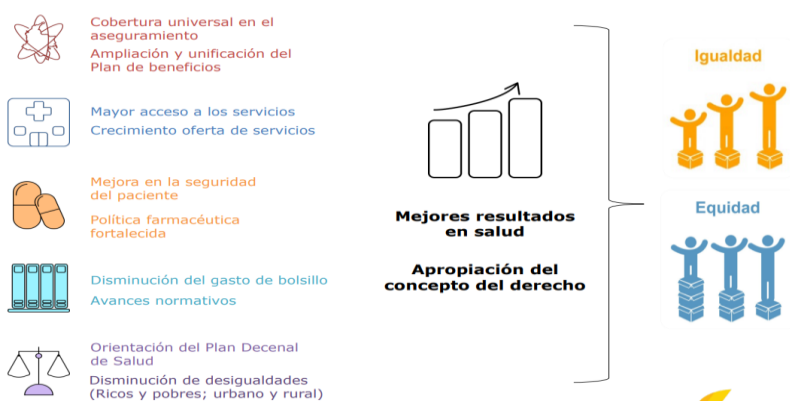 Cobertura universal en el
aseguramiento
Ampliación y unificación del
Plan de beneficios
Mayor acceso a los servicios
Crecimiento oferta de servicios
Mejora en la seguridad
del paciente
Política farmacéutica
fortalecida
Disminución del gasto de bolsillo
Avances normativos
Orientación del Plan Decenal
de Salud
Disminución de desigualdades
(Ricos y pobres; urbano y rural)
Mejores resultados
en salud
Apropiación del
concepto del derecho
Igualdad
Equidad